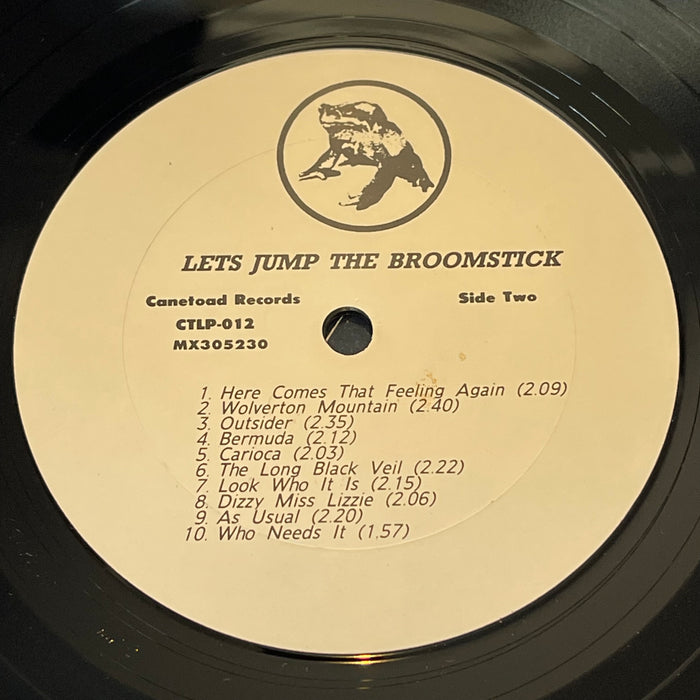 LETS JUMP THE BROOMSTICK
Canetoad Records
Side Two
CTLP-012
MX305230
1. Here Comes That Feeling Again (2.09)
2. Wolverton Mountain (2.40)
3. Outsider (2.35)
4. Bermuda (2.12)
5. Carioca (2.03)
6. The Long Black Veil (2.22)
7. Look Who It Is (2.15)
8. Dizzy Miss Lizzie (2.06)
9. As Usual (2.20)
10. Who Needs It (1.57)